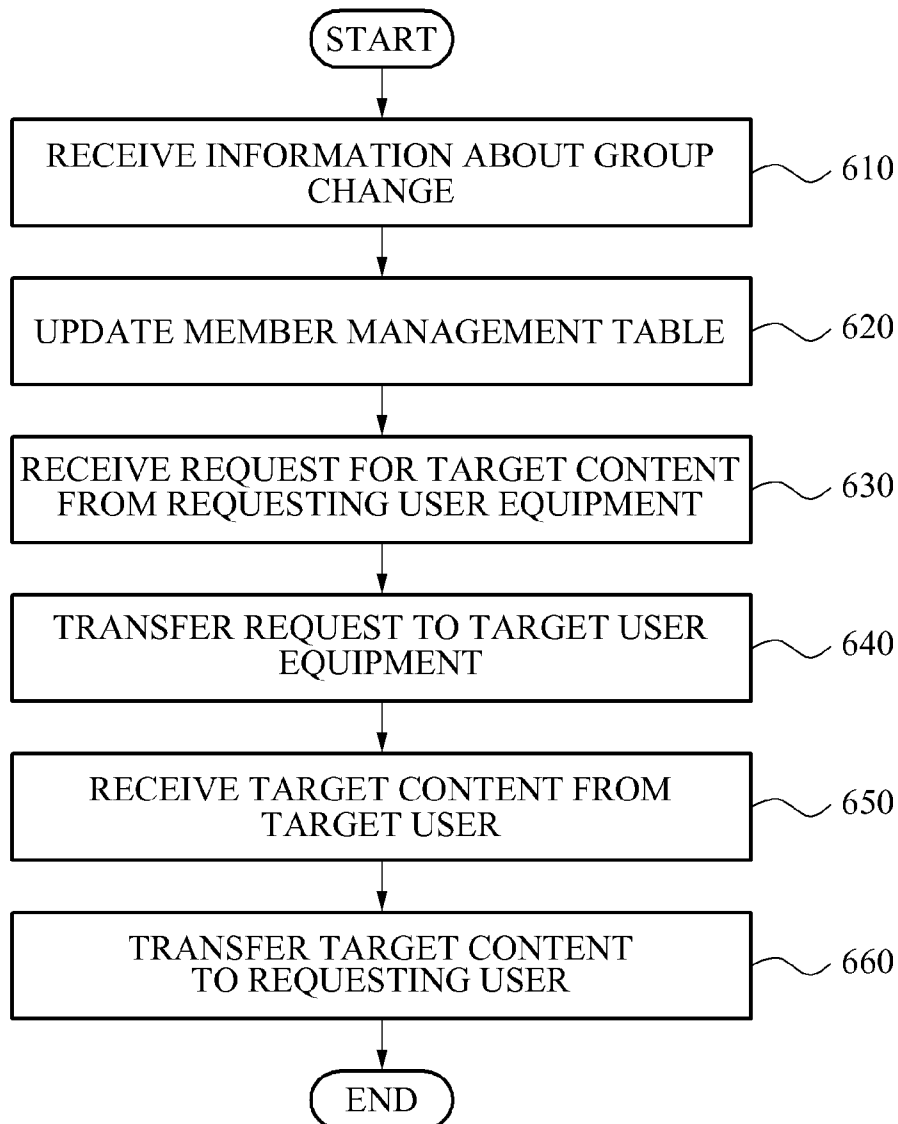 START
RECEIVE INFORMATION ABOUT GROUP
CHANGE
610
UPDATE MEMBER MANAGEMENT TABLE
620
RECEIVE REQUEST FOR TARGET CONTENT
FROM REQUESTING USER EQUIPMENT
630
TRANSFER REQUEST TO TARGET USER
EQUIPMENT
640
RECEIVE TARGET CONTENT FROM
TARGET USER
650
TRANSFER TARGET CONTENT
TO REQUESTING USER
660
END